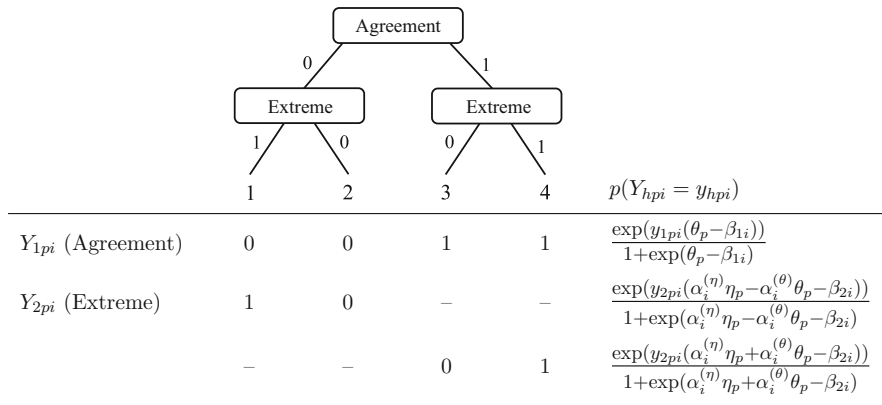 Agreement
0 1
Extreme Extreme
1 0 0 1
1 2 3 4 p(Y_{hpi} = y_{hpi})
Y_{1pi} (Agreement) 0 0 1 1 \frac{\exp(y_{1pi}(\theta_p - \beta_{1i}))}{1+\exp(\theta_p - \beta_{1i})}
Y_{2pi} (Extreme) 1 0 – – \frac{\exp(y_{2pi}(\alpha_i^{(\eta)}\eta_p - \alpha_i^{(\theta)}\theta_p - \beta_{2i}))}{1+\exp(\alpha_i^{(\eta)}\eta_p - \alpha_i^{(\theta)}\theta_p - \beta_{2i})}
– – 0 1 \frac{\exp(y_{2pi}(\alpha_i^{(\eta)}\eta_p + \alpha_i^{(\theta)}\theta_p - \beta_{2i}))}{1+\exp(\alpha_i^{(\eta)}\eta_p + \alpha_i^{(\theta)}\theta_p - \beta_{2i})}